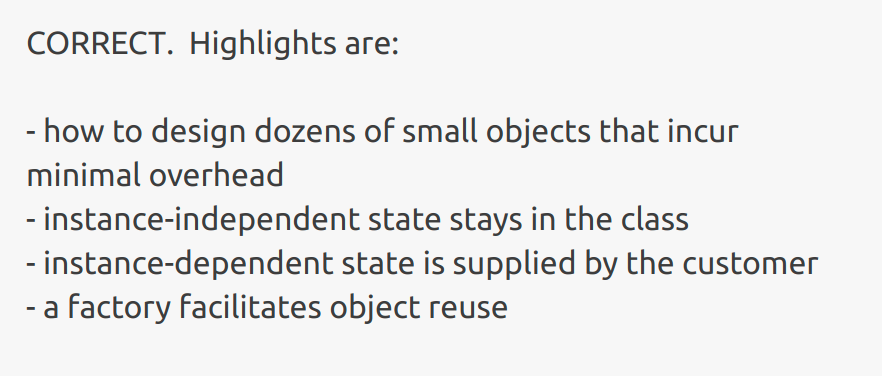 CORRECT.  Highlights are:
- how to design dozens of small objects that incur
minimal overhead
- instance-independent state stays in the class
- instance-dependent state is supplied by the customer
- a factory facilitates object reuse